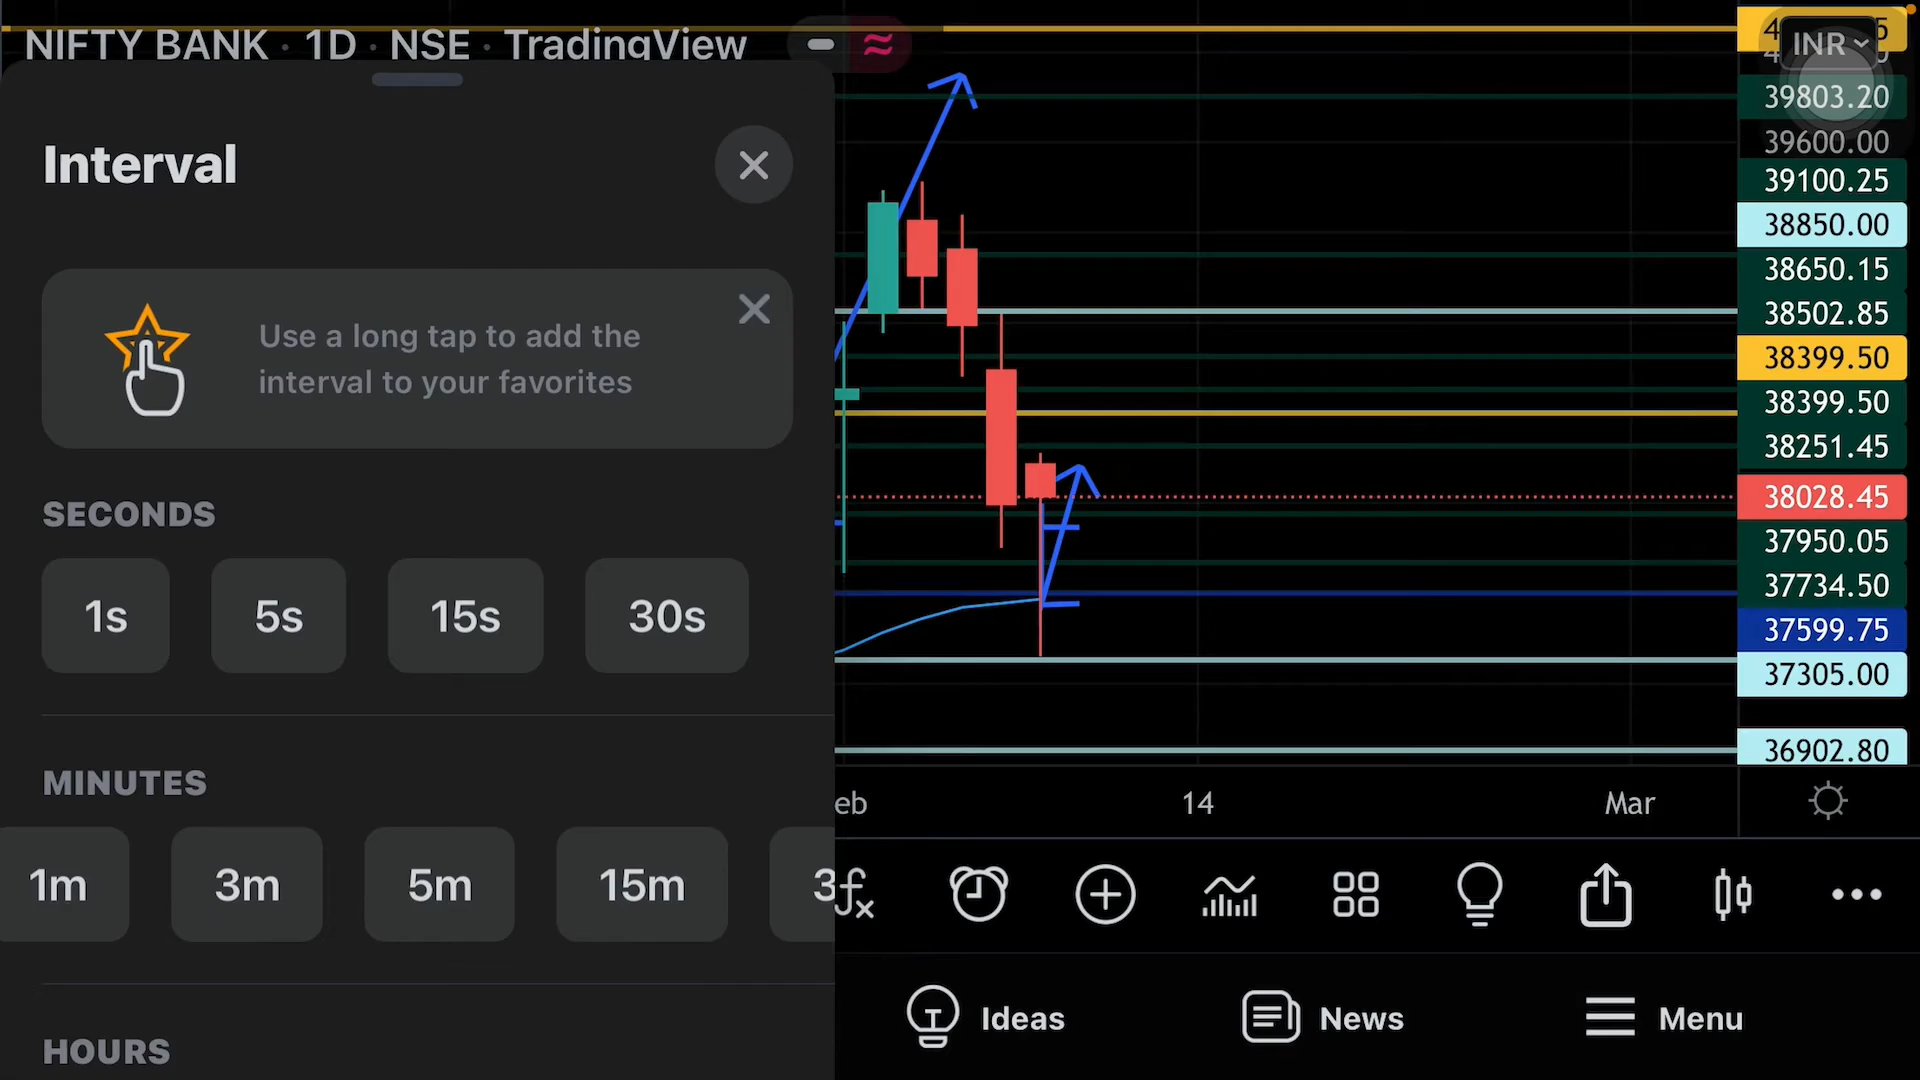 NIFTY BANK · 1D · NSE · TradingView
INR
Interval
Use a long tap to add the
interval to your favorites
SECONDS
1s 5s 15s 30s
MINUTES
1m 3m 5m 15m
HOURS
39803.20
39600.00
39100.25
38850.00
38650.15
38502.85
38399.50
38399.50
38251.45
38028.45
37950.05
37734.50
37599.75
37305.00
36902.80
eb 14 Mar
Ideas News Menu